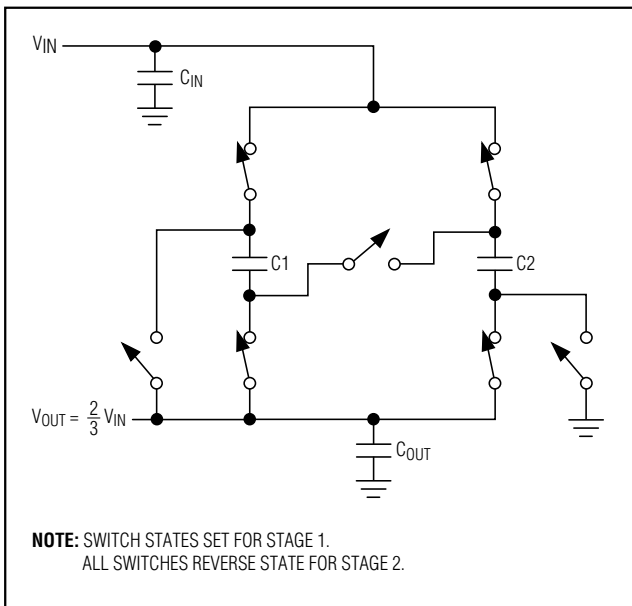 VIN
CIN
C1
C2
VOUT = 2/3 VIN
COUT
NOTE: SWITCH STATES SET FOR STAGE 1.
ALL SWITCHES REVERSE STATE FOR STAGE 2.